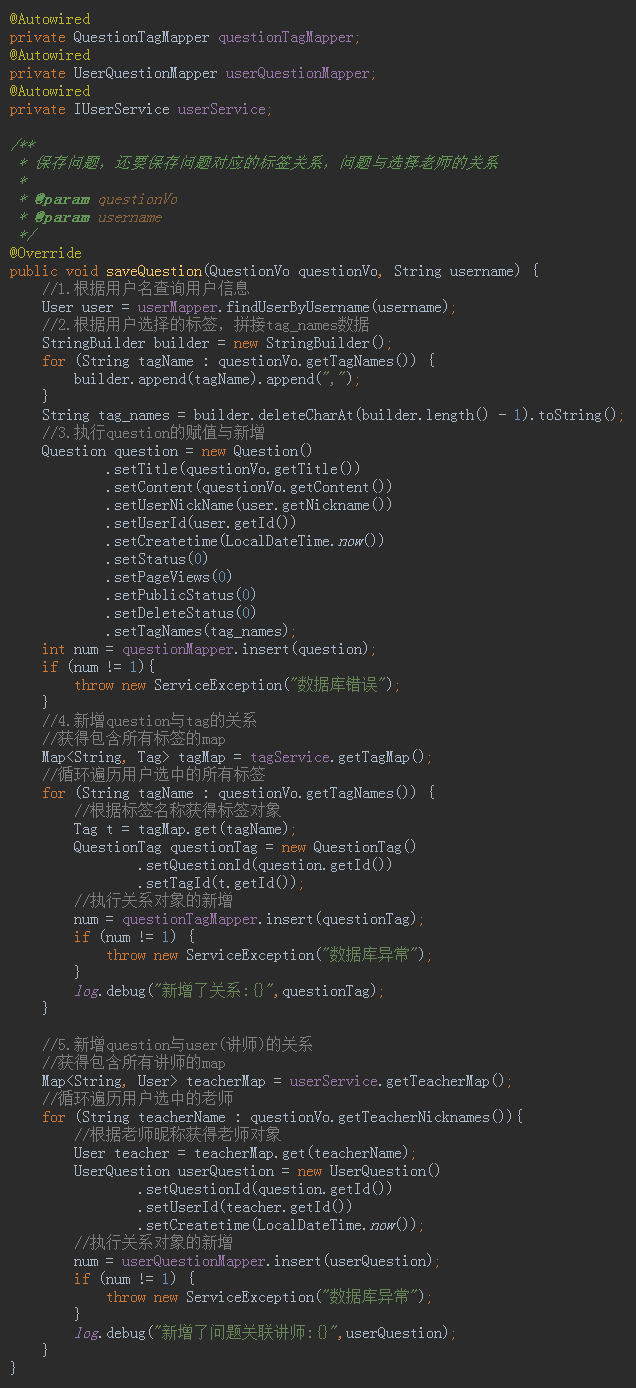 @Autowired
private QuestionTagMapper questionTagMapper;
@Autowired
private UserQuestionMapper userQuestionMapper;
@Autowired
private IUserService userService;

/**
 * 保存问题，还要保存问题对应的标签关系，问题与选择老师的关系
 *
 * @param questionVo
 * @param username
 */
@Override
public void saveQuestion(QuestionVo questionVo, String username) {
    //1.根据用户名查询用户信息
    User user = userMapper.findUserByUsername(username);
    //2.根据用户选择的标签，拼接tag_names数据
    StringBuilder builder = new StringBuilder();
    for (String tagName : questionVo.getTagNames()) {
        builder.append(tagName).append(",");
    }
    String tag_names = builder.deleteCharAt(builder.length() - 1).toString();
    //3.执行question的赋值与新增
    Question question = new Question()
            .setTitle(questionVo.getTitle())
            .setContent(questionVo.getContent())
            .setUserNickName(user.getNickname())
            .setUserId(user.getId())
            .setCreatetime(LocalDateTime.now())
            .setStatus(0)
            .setPageViews(0)
            .setPublicStatus(0)
            .setDeleteStatus(0)
            .setTagNames(tag_names);
    int num = questionMapper.insert(question);
    if (num != 1){
        throw new ServiceException("数据库错误");
    }
    //4.新增question与tag的关系
    //获得包含所有标签的map
    Map<String, Tag> tagMap = tagService.getTagMap();
    //循环遍历用户选中的所有标签
    for (String tagName : questionVo.getTagNames()) {
        //根据标签名称获得标签对象
        Tag t = tagMap.get(tagName);
        QuestionTag questionTag = new QuestionTag()
                .setQuestionId(question.getId())
                .setTagId(t.getId());
        //执行关系对象的新增
        num = questionTagMapper.insert(questionTag);
        if (num != 1) {
            throw new ServiceException("数据库异常");
        }
        log.debug("新增了关系:{}",questionTag);
    }

    //5.新增question与user(讲师)的关系
    //获得包含所有讲师的map
    Map<String, User> teacherMap = userService.getTeacherMap();
    //循环遍历用户选中的老师
    for (String teacherName : questionVo.getTeacherNicknames()){
        //根据老师昵称获得老师对象
        User teacher = teacherMap.get(teacherName);
        UserQuestion userQuestion = new UserQuestion()
                .setQuestionId(question.getId())
                .setUserId(teacher.getId())
                .setCreatetime(LocalDateTime.now());
        //执行关系对象的新增
        num = userQuestionMapper.insert(userQuestion);
        if (num != 1) {
            throw new ServiceException("数据库异常");
        }
        log.debug("新增了问题关联讲师:{}",userQuestion);
    }
}